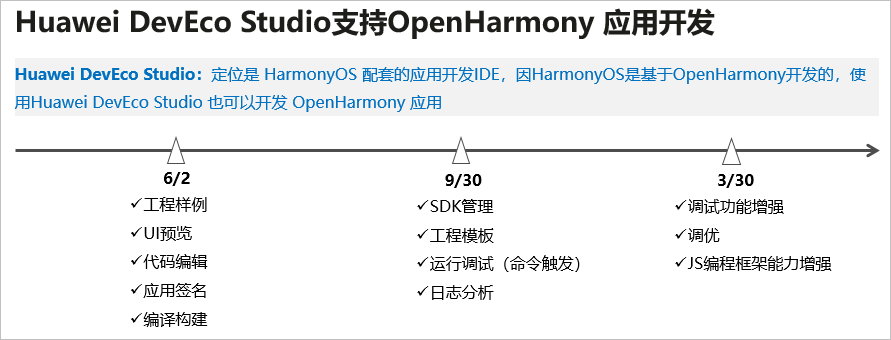 Huawei DevEco Studio支持OpenHarmony 应用开发
Huawei DevEco Studio：定位是 HarmonyOS 配套的应用开发IDE，因HarmonyOS是基于OpenHarmony开发的，使
用Huawei DevEco Studio 也可以开发 OpenHarmony 应用
6/2
✓工程样例
✓UI预览
✓代码编辑
✓应用签名
✓编译构建
9/30
✓SDK管理
✓工程模板
✓运行调试（命令触发）
✓日志分析
3/30
✓调试功能增强
✓调优
✓JS编程框架能力增强